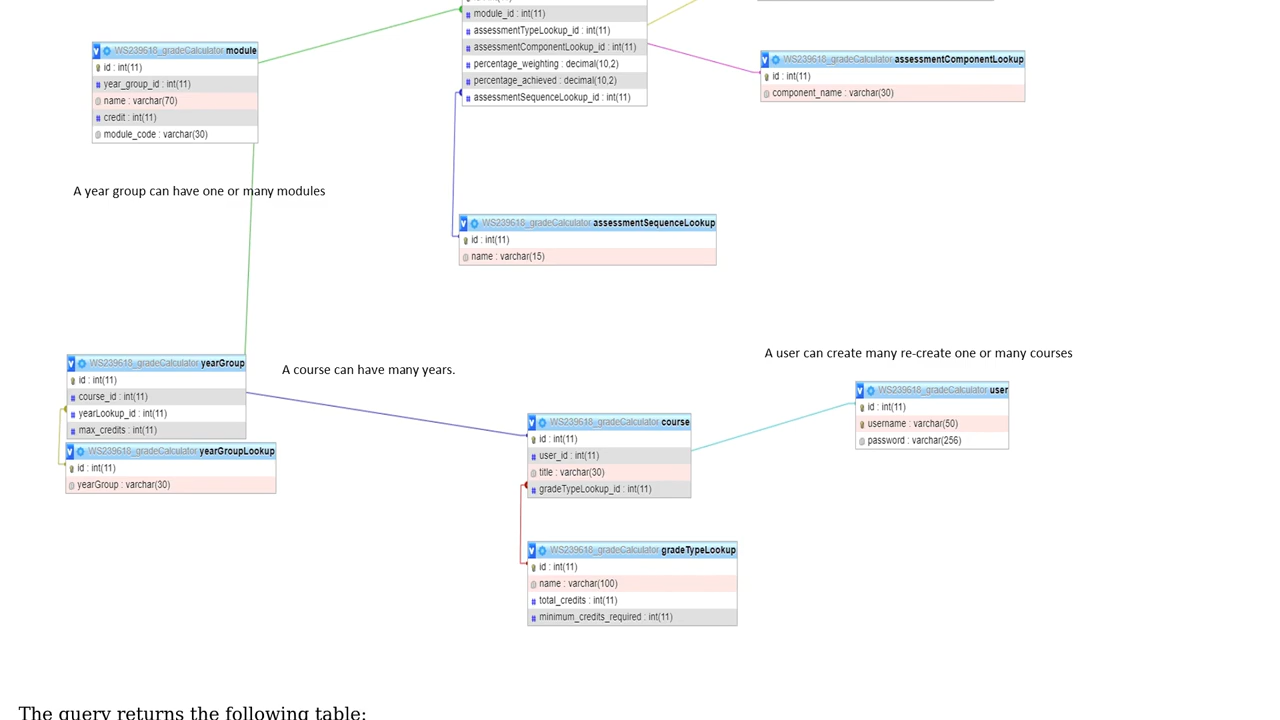 module_id : int(11)
assessmentTypeLookup_id : int(11)
assessmentComponentLookup_id : int(11)
percentage_weighting : decimal(10,2)
percentage_achieved : decimal(10,2)
assessmentSequenceLookup_id : int(11)
WS239618_gradeCalculator module
id : int(11)
year_group_id : int(11)
name : varchar(70)
credit : int(11)
module_code : varchar(30)
WS239618_gradeCalculator assessmentComponentLookup
id : int(11)
component_name : varchar(30)
A year group can have one or many modules
WS239618_gradeCalculator assessmentSequenceLookup
id : int(11)
name : varchar(15)
WS239618_gradeCalculator yearGroup
id : int(11)
course_id : int(11)
yearLookup_id : int(11)
max_credits : int(11)
A course can have many years.
A user can create many re-create one or many courses
WS239618_gradeCalculator user
id : int(11)
username : varchar(50)
password : varchar(256)
WS239618_gradeCalculator yearGroupLookup
id : int(11)
yearGroup : varchar(30)
WS239618_gradeCalculator course
id : int(11)
user_id : int(11)
title : varchar(30)
gradeTypeLookup_id : int(11)
WS239618_gradeCalculator gradeTypeLookup
id : int(11)
name : varchar(100)
total_credits : int(11)
minimum_credits_required : int(11)
The query returns the following table: